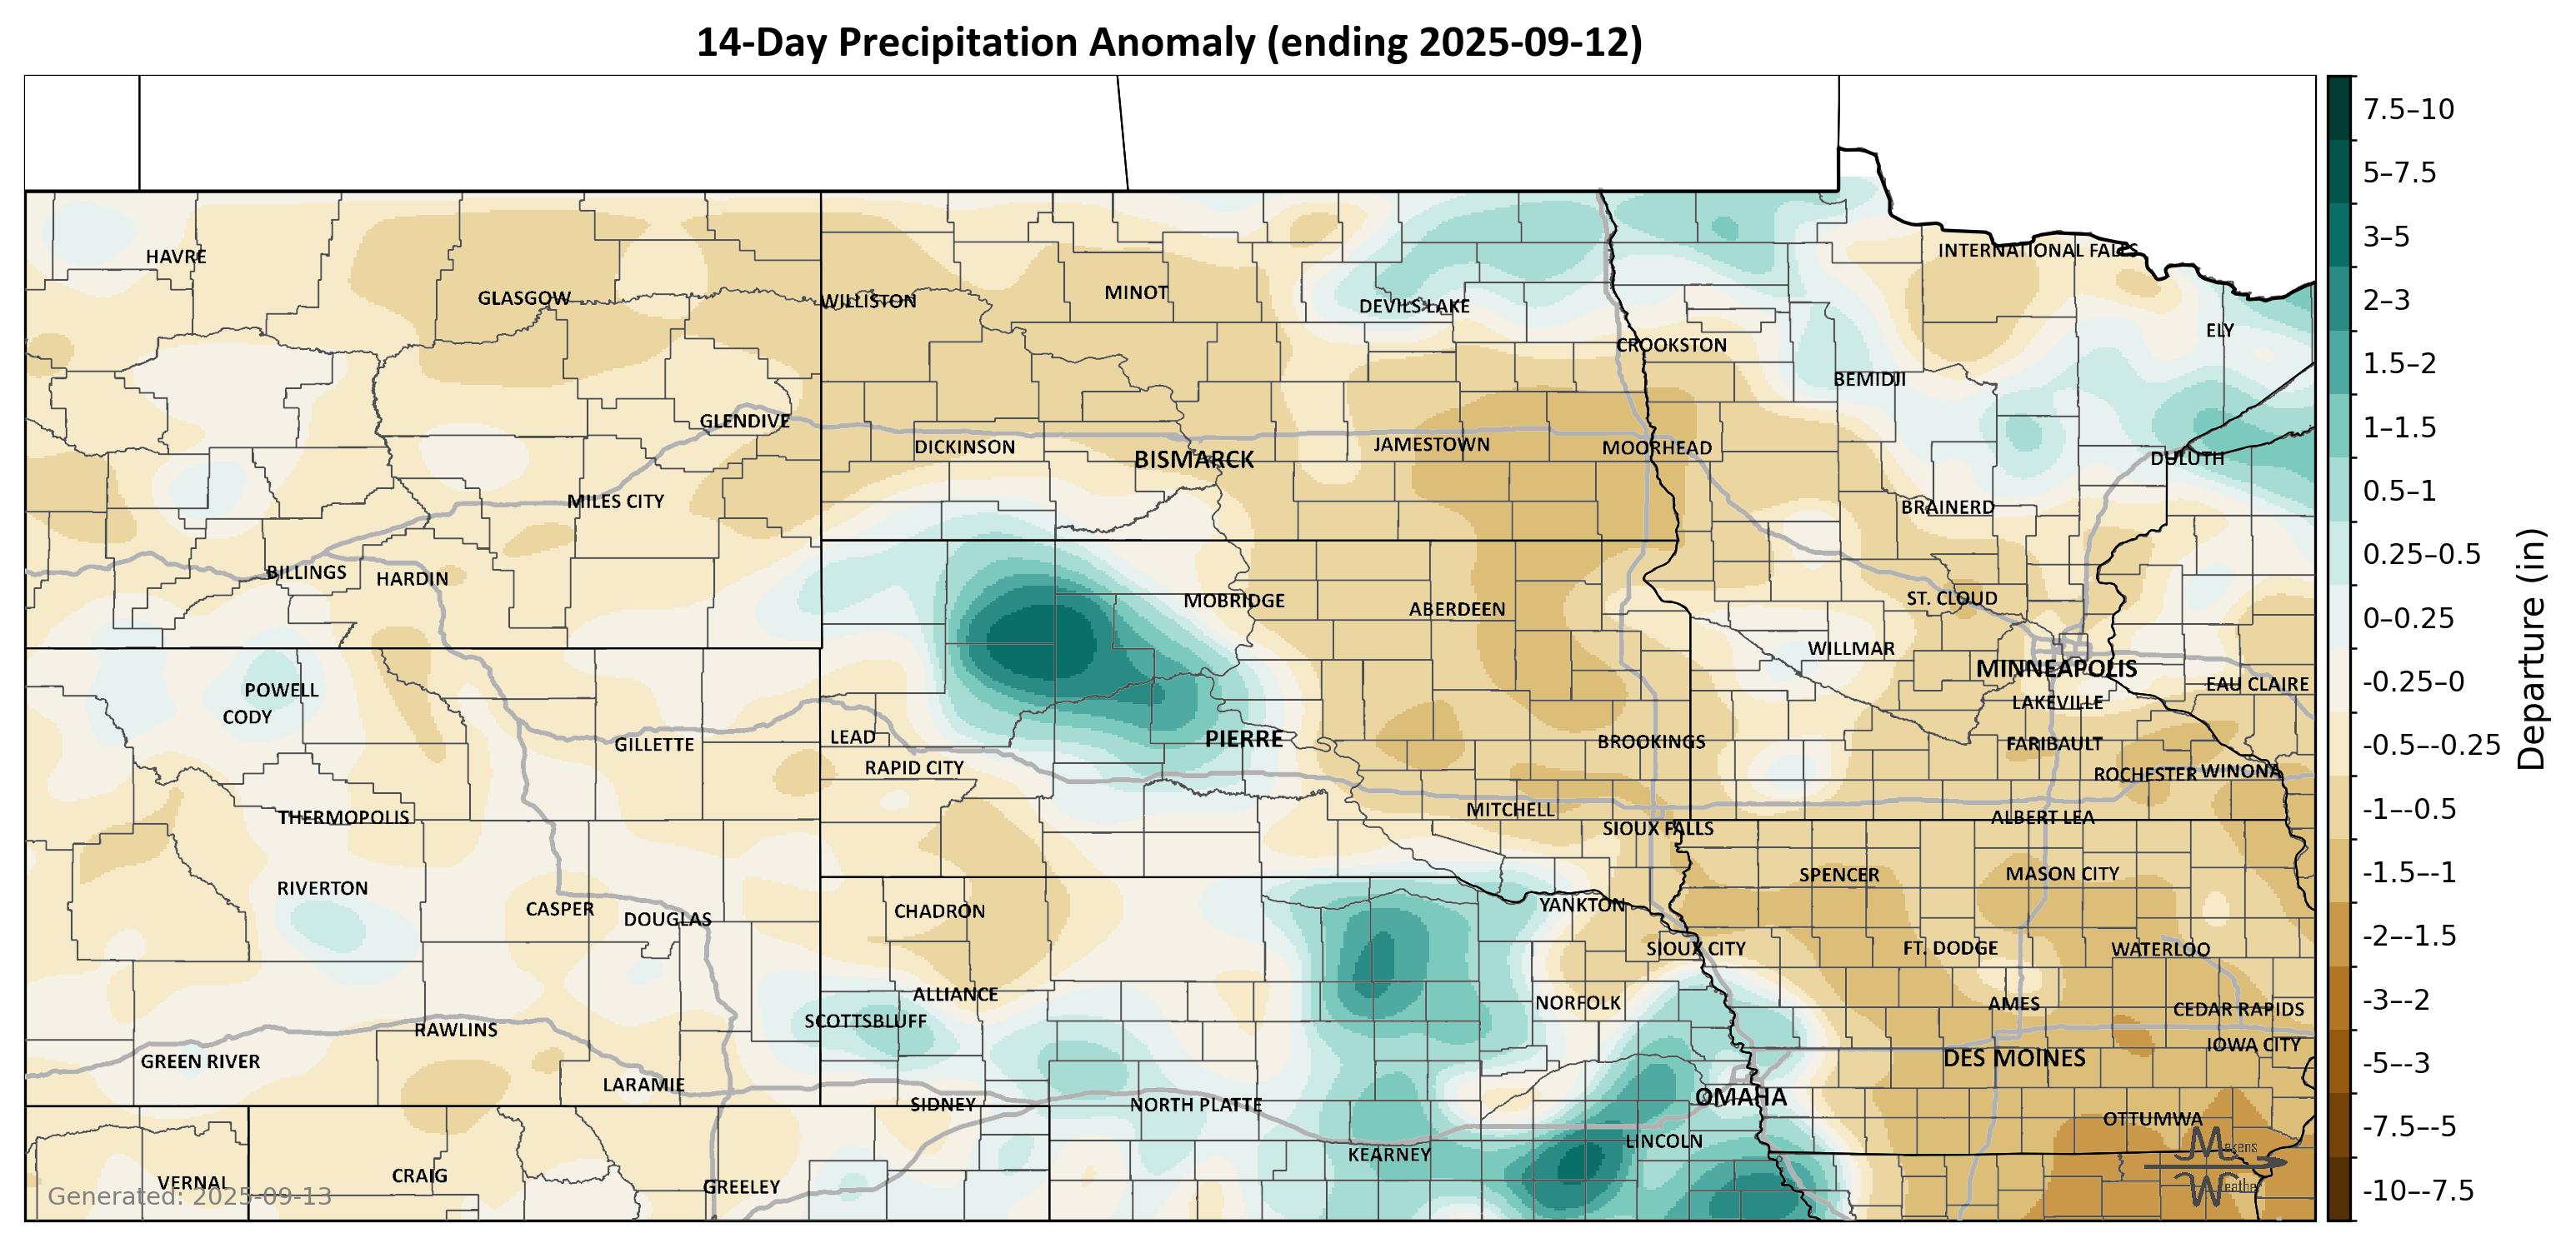 14-Day Precipitation Anomaly (ending 2025-09-12)
7.5–10
5–7.5
3–5
2–3
1.5–2
1–1.5
0.5–1
0.25–0.5
0–0.25
-0.25–0
-0.5–-0.25
-1–-0.5
-1.5–-1
-2–-1.5
-3–-2
-5–-3
-7.5–-5
-10–-7.5
Departure (in)
HAVRE
INTERNATIONAL FALLS
GLASGOW
WILLISTON
MINOT
DEVILS LAKE
ELY
CROOKSTON
BEMIDJI
GLENDIVE
DICKINSON
BISMARCK
JAMESTOWN
MOORHEAD
DULUTH
MILES CITY
BRAINERD
BILLINGS
HARDIN
MOBRIDGE
ABERDEEN
ST. CLOUD
WILLMAR
MINNEAPOLIS
POWELL
EAU CLAIRE
CODY
LAKEVILLE
GILLETTE
LEAD
PIERRE
BROOKINGS
FARIBAULT
RAPID CITY
ROCHESTER
WINONA
THERMOPOLIS
MITCHELL
SIOUX FALLS
ALBERT LEA
RIVERTON
SPENCER
MASON CITY
CASPER
DOUGLAS
CHADRON
YANKTON
SIOUX CITY
FT. DODGE
WATERLOO
ALLIANCE
NORFOLK
AMES
CEDAR RAPIDS
SCOTTSBLUFF
RAWLINS
IOWA CITY
GREEN RIVER
DES MOINES
LARAMIE
SIDNEY
NORTH PLATTE
OMAHA
OTTUMWA
LINCOLN
KEARNEY
VERNAL
CRAIG
GREELEY
Makens
Weather
Generated: 2025-09-13